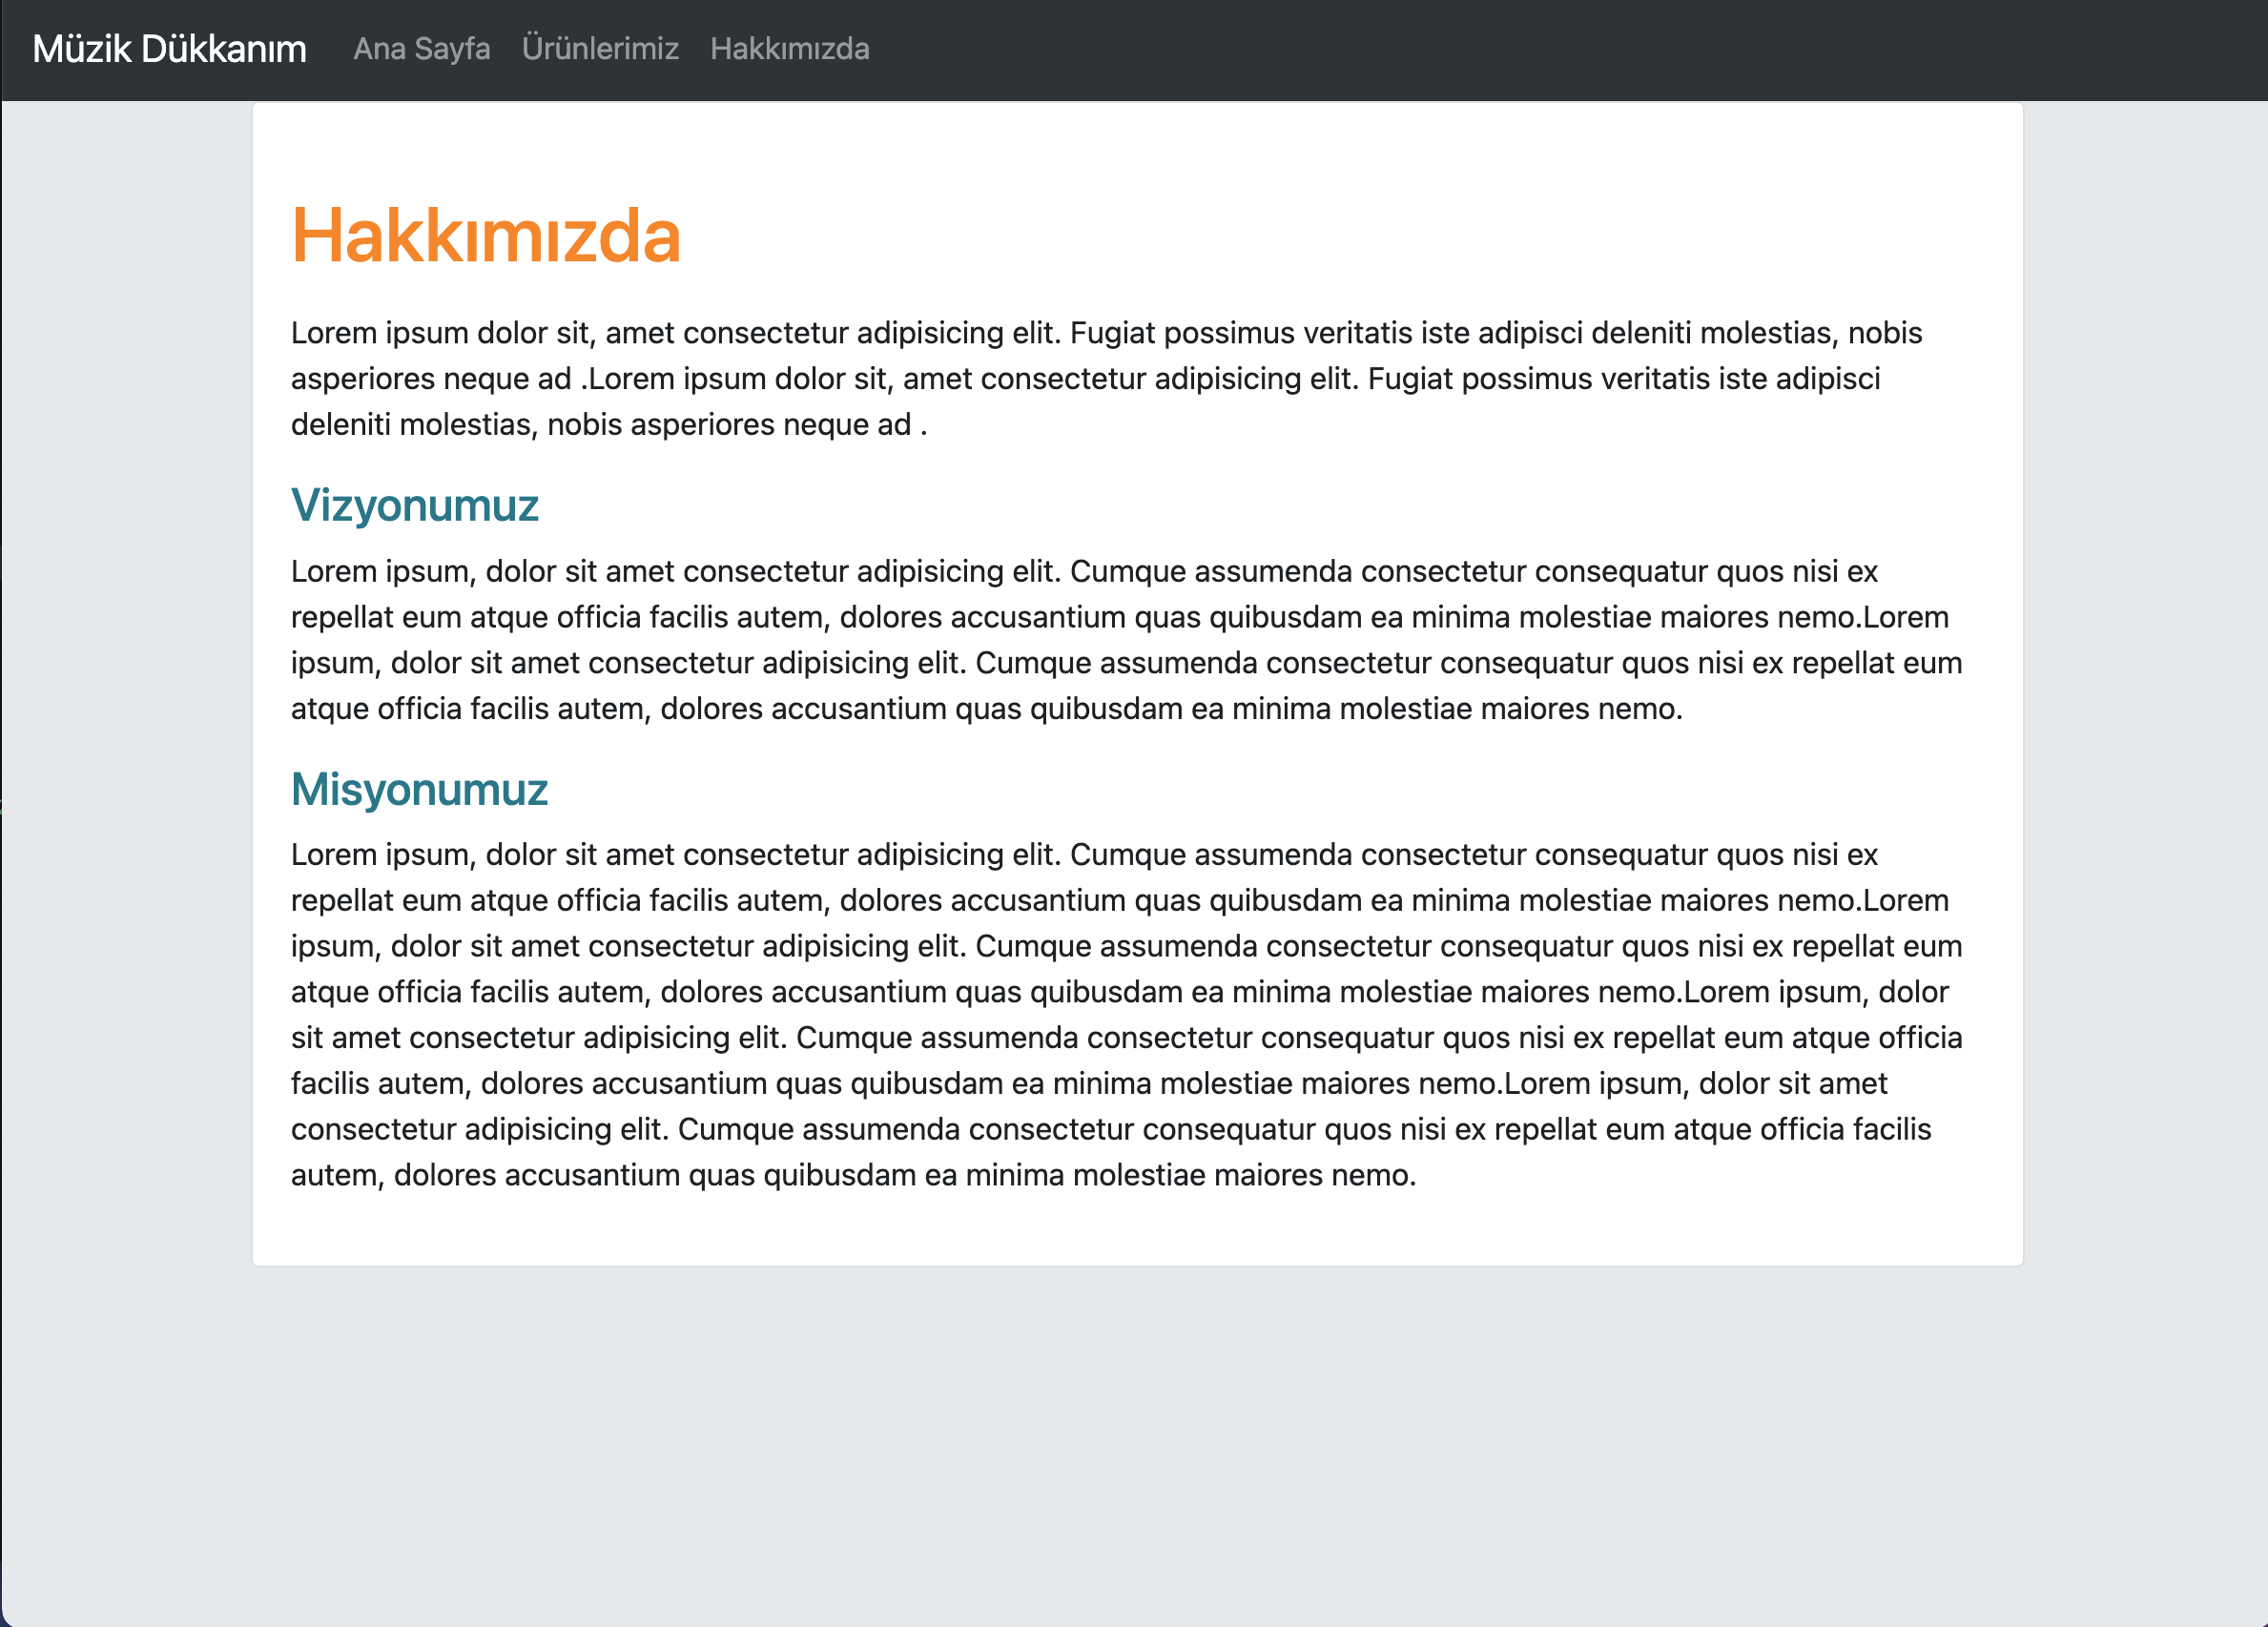 Müzik Dükkanım Ana Sayfa Ürünlerimiz Hakkımızda
Hakkımızda
Lorem ipsum dolor sit, amet consectetur adipisicing elit. Fugiat possimus veritatis iste adipisci deleniti molestias, nobis
asperiores neque ad .Lorem ipsum dolor sit, amet consectetur adipisicing elit. Fugiat possimus veritatis iste adipisci
deleniti molestias, nobis asperiores neque ad .
Vizyonumuz
Lorem ipsum, dolor sit amet consectetur adipisicing elit. Cumque assumenda consectetur consequatur quos nisi ex
repellat eum atque officia facilis autem, dolores accusantium quas quibusdam ea minima molestiae maiores nemo.Lorem
ipsum, dolor sit amet consectetur adipisicing elit. Cumque assumenda consectetur consequatur quos nisi ex repellat eum
atque officia facilis autem, dolores accusantium quas quibusdam ea minima molestiae maiores nemo.
Misyonumuz
Lorem ipsum, dolor sit amet consectetur adipisicing elit. Cumque assumenda consectetur consequatur quos nisi ex
repellat eum atque officia facilis autem, dolores accusantium quas quibusdam ea minima molestiae maiores nemo.Lorem
ipsum, dolor sit amet consectetur adipisicing elit. Cumque assumenda consectetur consequatur quos nisi ex repellat eum
atque officia facilis autem, dolores accusantium quas quibusdam ea minima molestiae maiores nemo.Lorem ipsum, dolor
sit amet consectetur adipisicing elit. Cumque assumenda consectetur consequatur quos nisi ex repellat eum atque officia
facilis autem, dolores accusantium quas quibusdam ea minima molestiae maiores nemo.Lorem ipsum, dolor sit amet
consectetur adipisicing elit. Cumque assumenda consectetur consequatur quos nisi ex repellat eum atque officia facilis
autem, dolores accusantium quas quibusdam ea minima molestiae maiores nemo.